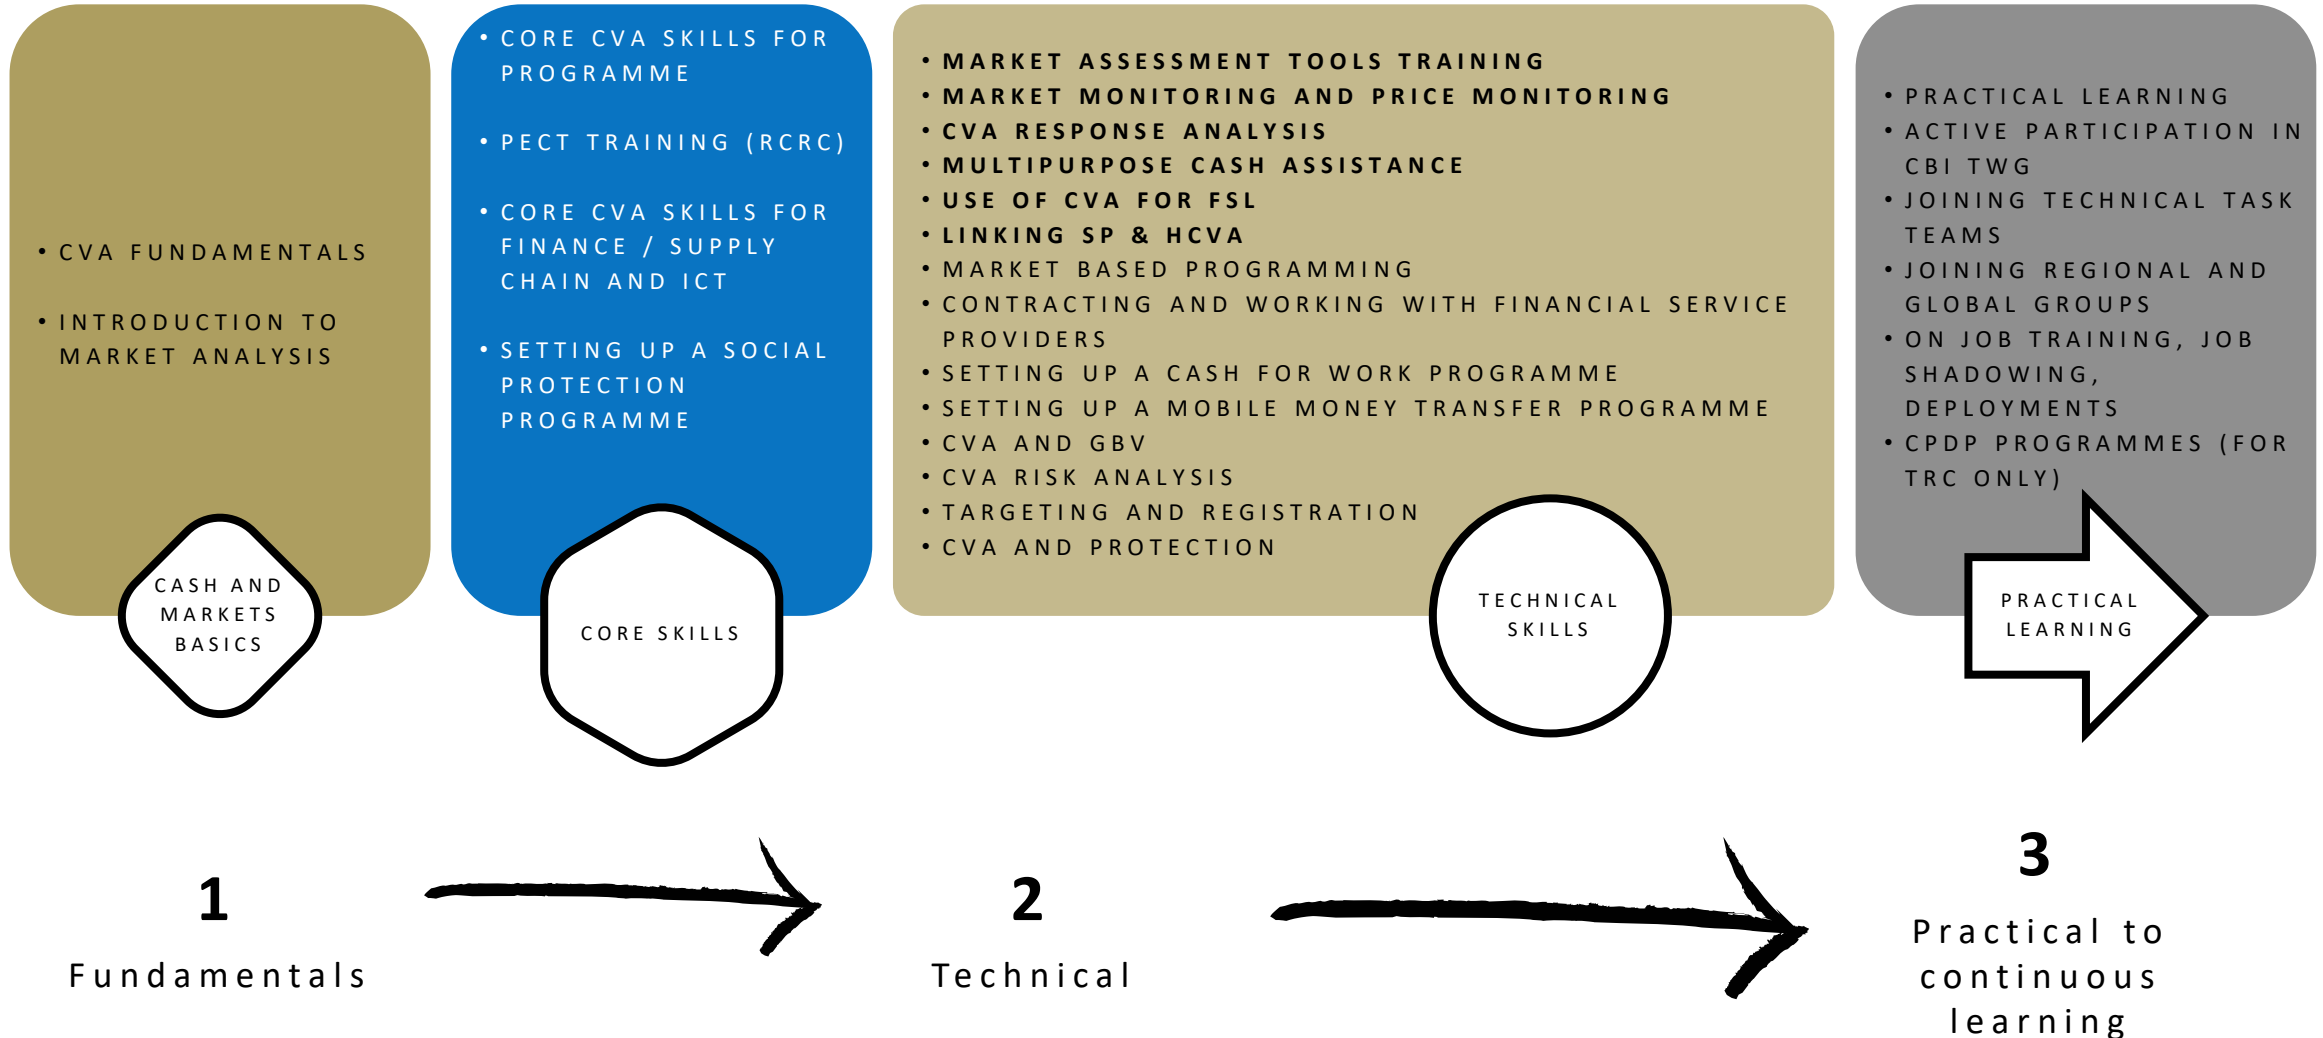 • CVA FUNDAMENTALS
• INTRODUCTION TO
MARKET ANALYSIS
CASH AND
MARKETS
BASICS
• CORE CVA SKILLS FOR
PROGRAMME
• PECT TRAINING (RCRC)
• CORE CVA SKILLS FOR
FINANCE / SUPPLY
CHAIN AND ICT
• SETTING UP A SOCIAL
PROTECTION
PROGRAMME
CORE SKILLS
• MARKET ASSESSMENT TOOLS TRAINING
• MARKET MONITORING AND PRICE MONITORING
• CVA RESPONSE ANALYSIS
• MULTIPURPOSE CASH ASSISTANCE
• USE OF CVA FOR FSL
• LINKING SP & HCVA
• MARKET BASED PROGRAMMING
• CONTRACTING AND WORKING WITH FINANCIAL SERVICE
PROVIDERS
• SETTING UP A CASH FOR WORK PROGRAMME
• SETTING UP A MOBILE MONEY TRANSFER PROGRAMME
• CVA AND GBV
• CVA RISK ANALYSIS
• TARGETING AND REGISTRATION
• CVA AND PROTECTION
TECHNICAL
SKILLS
• PRACTICAL LEARNING
• ACTIVE PARTICIPATION IN
CBI TWG
• JOINING TECHNICAL TASK
TEAMS
• JOINING REGIONAL AND
GLOBAL GROUPS
• ON JOB TRAINING, JOB
SHADOWING,
DEPLOYMENTS
• CPDP PROGRAMMES (FOR
TRC ONLY)
PRACTICAL
LEARNING
1
Fundamentals
2
Technical
3
Practical to
continuous
learning